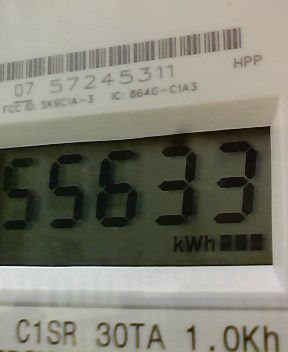 07 57245311
HPP
FCC ID: SK9C1A-3 IC: 864G-C1A3
55633
kWh
C1SR 30TA 1.0Kh